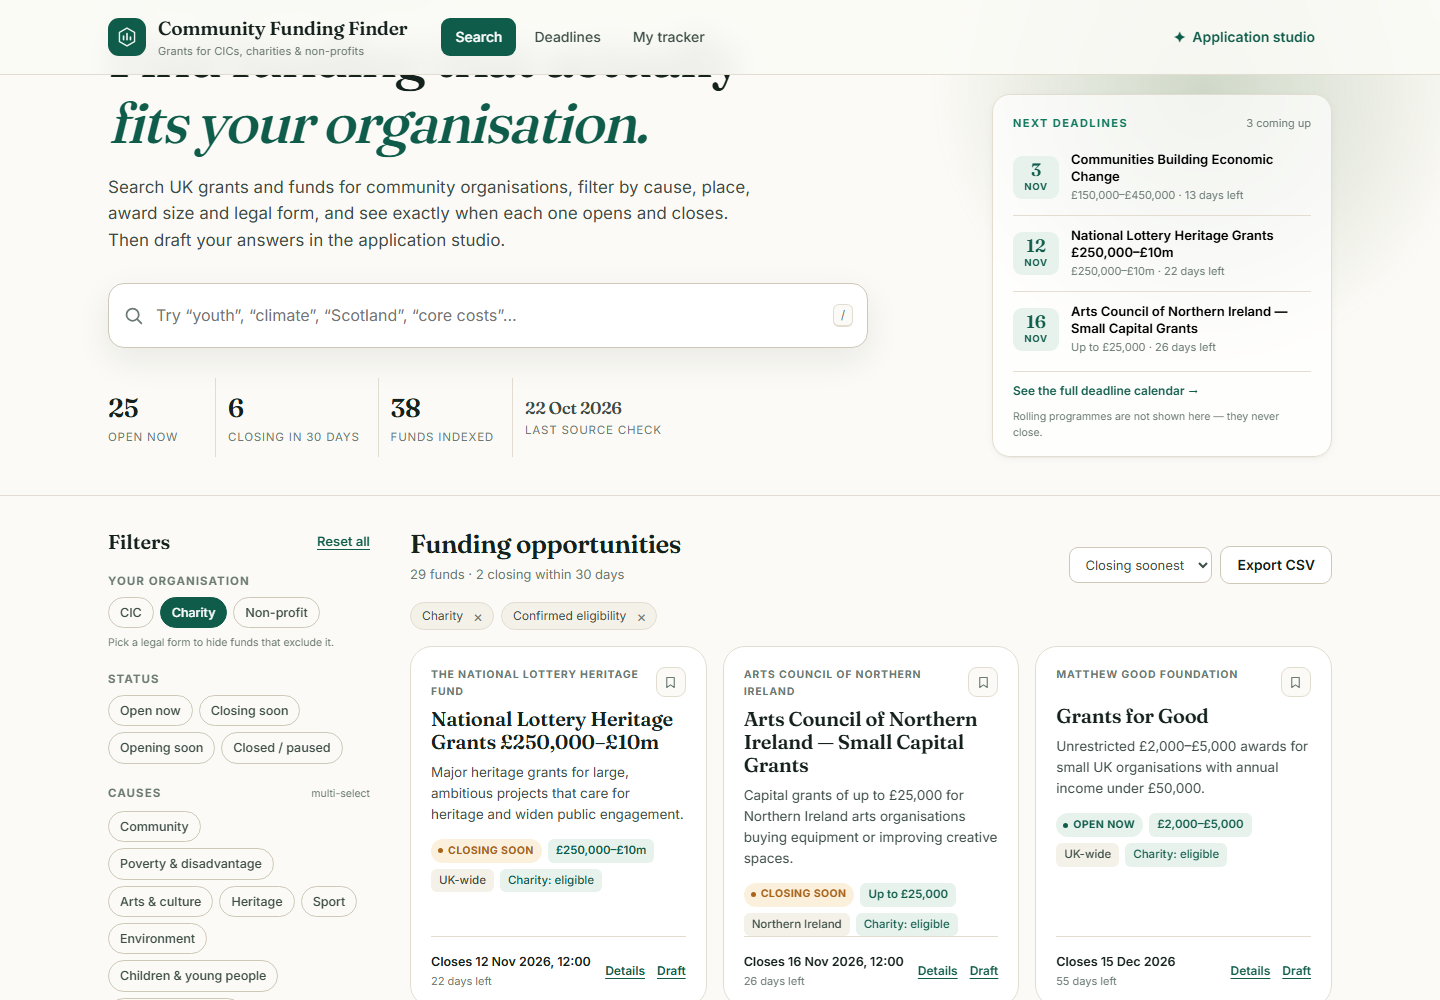 Community Funding Finder
Grants for CICs, charities & non-profits
Search
Deadlines
My tracker
✦ Application studio
Find funding that actually
fits your organisation.
Search UK grants and funds for community organisations, filter by cause, place,
award size and legal form, and see exactly when each one opens and closes.
Then draft your answers in the application studio.
Try “youth”, “climate”, “Scotland”, “core costs”…
/
25
OPEN NOW
6
CLOSING IN 30 DAYS
38
FUNDS INDEXED
22 Oct 2026
LAST SOURCE CHECK
NEXT DEADLINES
3 coming up
3
NOV
Communities Building Economic
Change
£150,000–£450,000 · 13 days left
12
NOV
National Lottery Heritage Grants
£250,000–£10m
£250,000–£10m · 22 days left
16
NOV
Arts Council of Northern Ireland —
Small Capital Grants
Up to £25,000 · 26 days left
See the full deadline calendar →
Rolling programmes are not shown here — they never
close.
Filters
Reset all
YOUR ORGANISATION
CIC
Charity
Non-profit
Pick a legal form to hide funds that exclude it.
STATUS
Open now
Closing soon
Opening soon
Closed / paused
CAUSES
multi-select
Community
Poverty & disadvantage
Arts & culture
Heritage
Sport
Environment
Children & young people
Funding opportunities
29 funds · 2 closing within 30 days
Closing soonest
Export CSV
Charity ×
Confirmed eligibility ×
THE NATIONAL LOTTERY HERITAGE
FUND
National Lottery Heritage
Grants £250,000–£10m
Major heritage grants for large,
ambitious projects that care for
heritage and widen public engagement.
CLOSING SOON
£250,000–£10m
UK-wide
Charity: eligible
Closes 12 Nov 2026, 12:00
22 days left
Details
Draft
ARTS COUNCIL OF NORTHERN
IRELAND
Arts Council of Northern
Ireland — Small Capital
Grants
Capital grants of up to £25,000 for
Northern Ireland arts organisations
buying equipment or improving creative
spaces.
CLOSING SOON
Up to £25,000
Northern Ireland
Charity: eligible
Closes 16 Nov 2026, 12:00
26 days left
Details
Draft
MATTHEW GOOD FOUNDATION
Grants for Good
Unrestricted £2,000–£5,000 awards for
small UK organisations with annual
income under £50,000.
OPEN NOW
£2,000–£5,000
UK-wide
Charity: eligible
Closes 15 Dec 2026
55 days left
Details
Draft